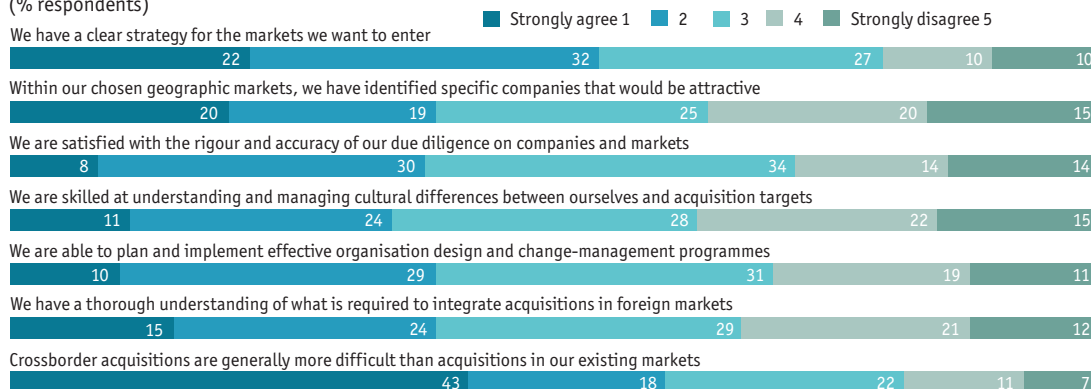 (% respondents)
Strongly agree 1 2 3 4 Strongly disagree 5
We have a clear strategy for the markets we want to enter
22 32 27 10 10
Within our chosen geographic markets, we have identified specific companies that would be attractive
20 19 25 20 15
We are satisfied with the rigour and accuracy of our due diligence on companies and markets
8 30 34 14 14
We are skilled at understanding and managing cultural differences between ourselves and acquisition targets
11 24 28 22 15
We are able to plan and implement effective organisation design and change-management programmes
10 29 31 19 11
We have a thorough understanding of what is required to integrate acquisitions in foreign markets
15 24 29 21 12
Crossborder acquisitions are generally more difficult than acquisitions in our existing markets
43 18 22 11 7